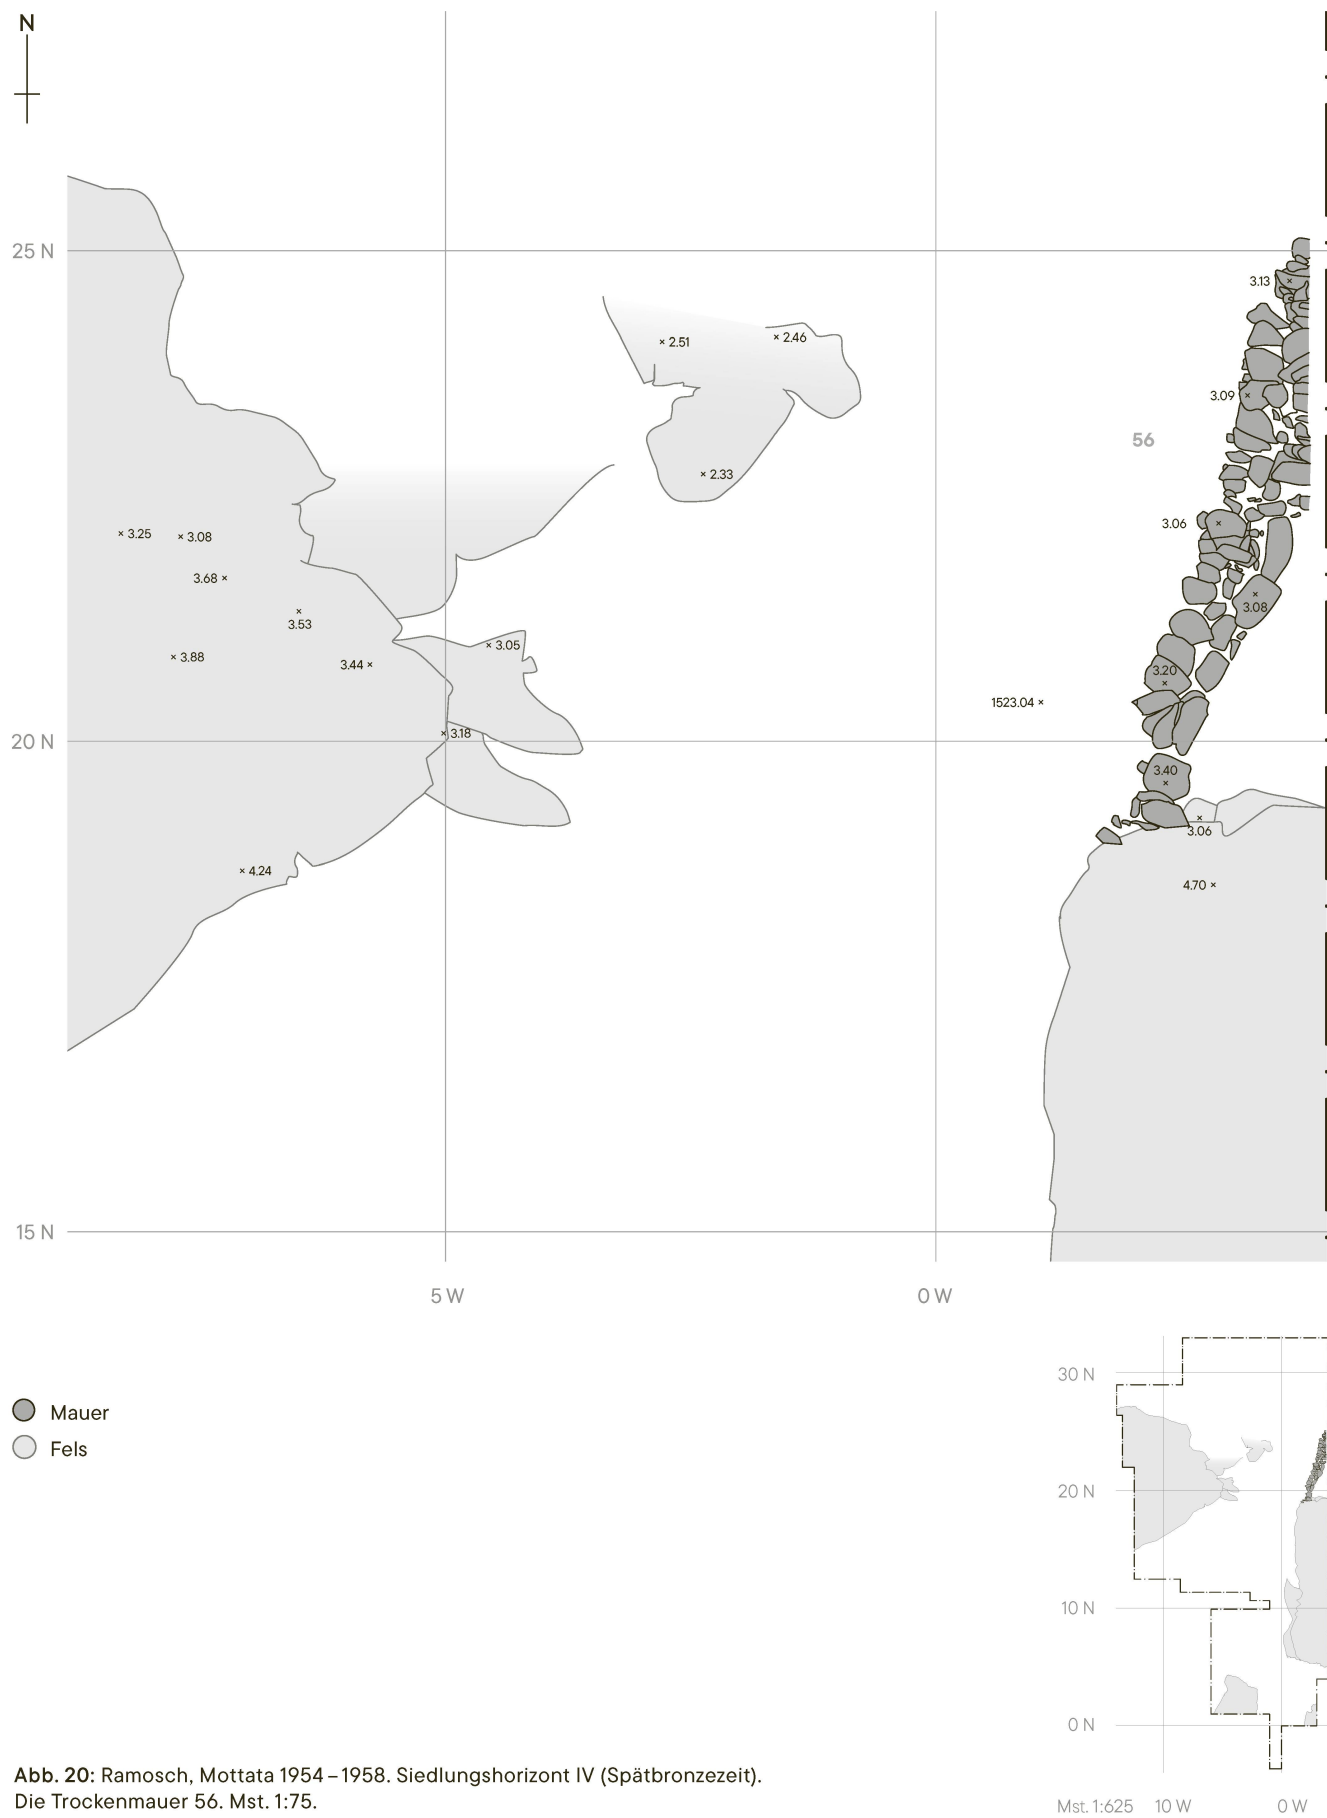 N
25 N
3.13
2.51
2.46
3.09
56
2.33
3.06
3.25
3.08
3.68
3.53
3.08
3.88
3.44
3.05
3.20
1523.04
3.18
20 N
3.40
3.06
4.24
4.70
15 N
5 W
0 W
30 N
Mauer
Fels
20 N
10 N
0 N
Abb. 20: Ramosch, Mottata 1954 – 1958. Siedlungshorizont IV (Spätbronzezeit).
Die Trockenmauer 56. Mst. 1:75.
Mst. 1:625 10 W 0 W